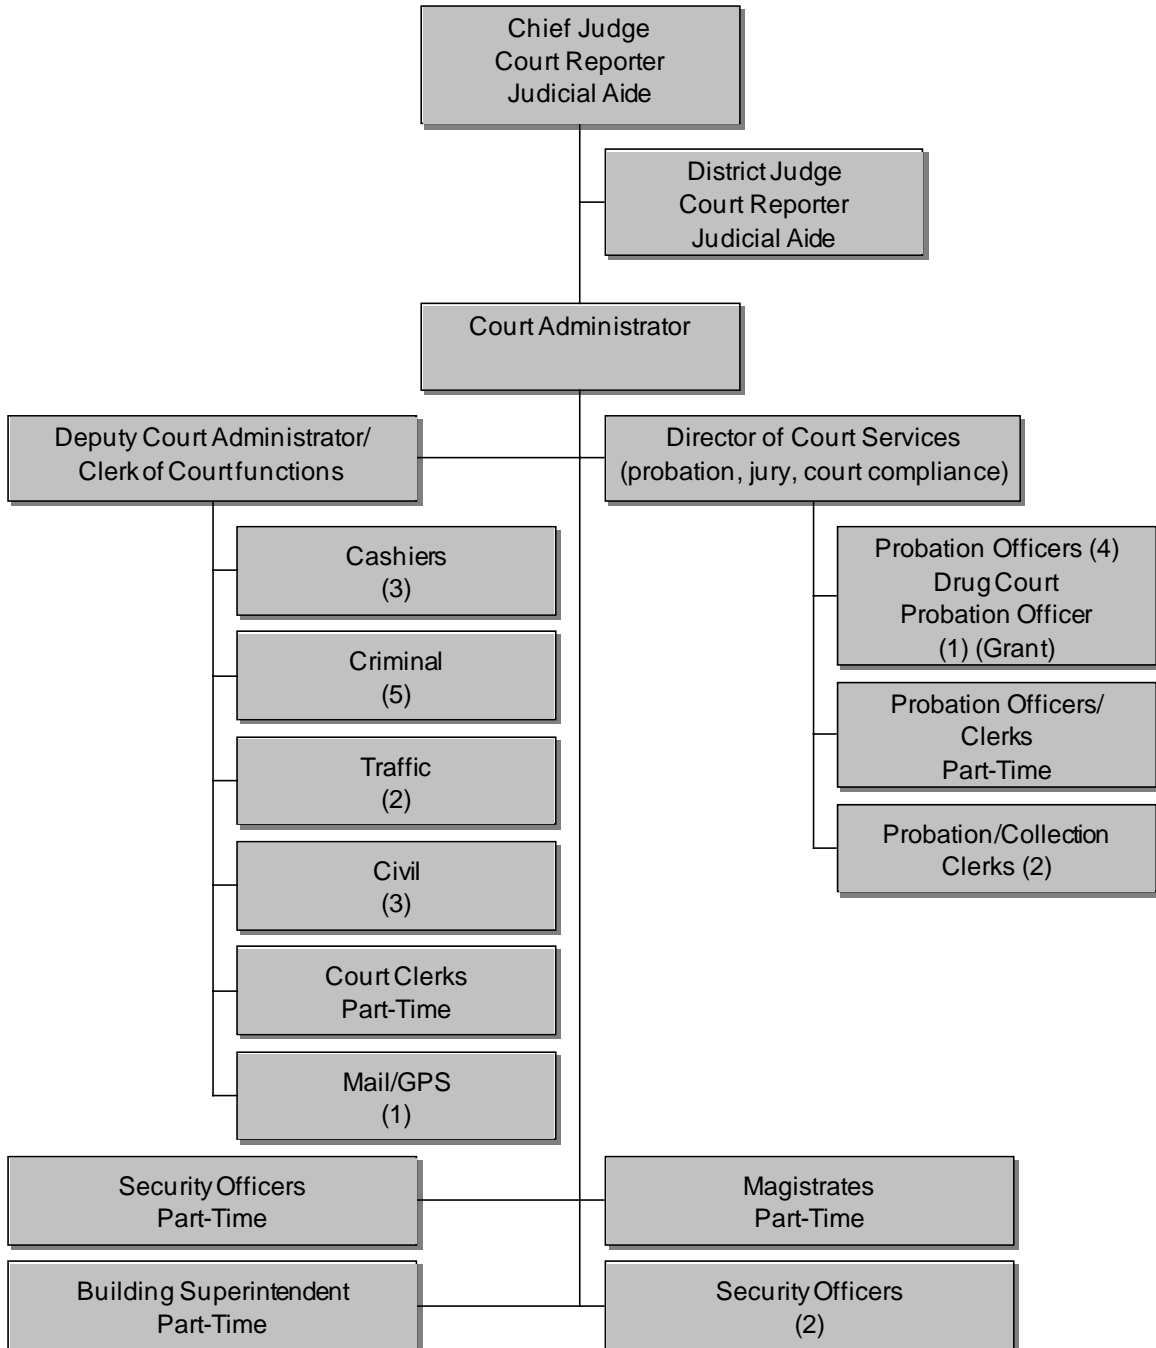 Chief Judge
Court Reporter
Judicial Aide
District Judge
Court Reporter
Judicial Aide
Court Administrator
Deputy Court Administrator/
Clerk of Court functions
Director of Court Services
(probation, jury, court compliance)
Cashiers
(3)
Criminal
(5)
Traffic
(2)
Civil
(3)
Court Clerks
Part-Time
Mail/GPS
(1)
Probation Officers (4)
Drug Court
Probation Officer
(1) (Grant)
Probation Officers/
Clerks
Part-Time
Probation/Collection
Clerks (2)
Security Officers
Part-Time
Magistrates
Part-Time
Building Superintendent
Part-Time
Security Officers
(2)